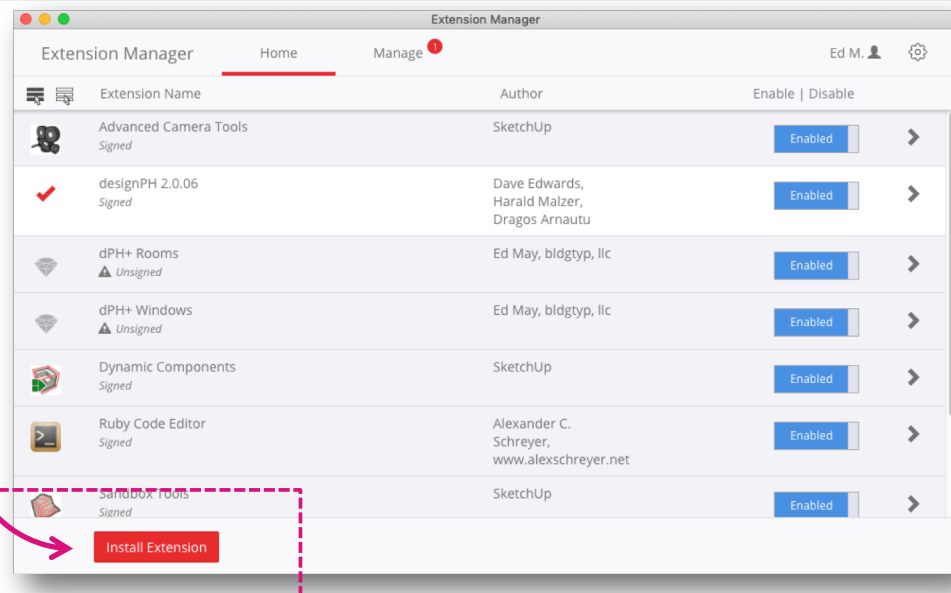 Extension Manager
Extension Manager
Home
Manage
1
Ed M.
Extension Name
Author
Enable | Disable
Advanced Camera Tools
Signed
SketchUp
Enabled
designPH 2.0.06
Signed
Dave Edwards,
Harald Malzer,
Dragos Arnautu
Enabled
dPH+ Rooms
Unsigned
Ed May, bldgtyp, llc
Enabled
dPH+ Windows
Unsigned
Ed May, bldgtyp, llc
Enabled
Dynamic Components
Signed
SketchUp
Enabled
Ruby Code Editor
Signed
Alexander C.
Schreyer,
www.alexschreyer.net
Enabled
Sandbox Tools
Signed
SketchUp
Enabled
Install Extension